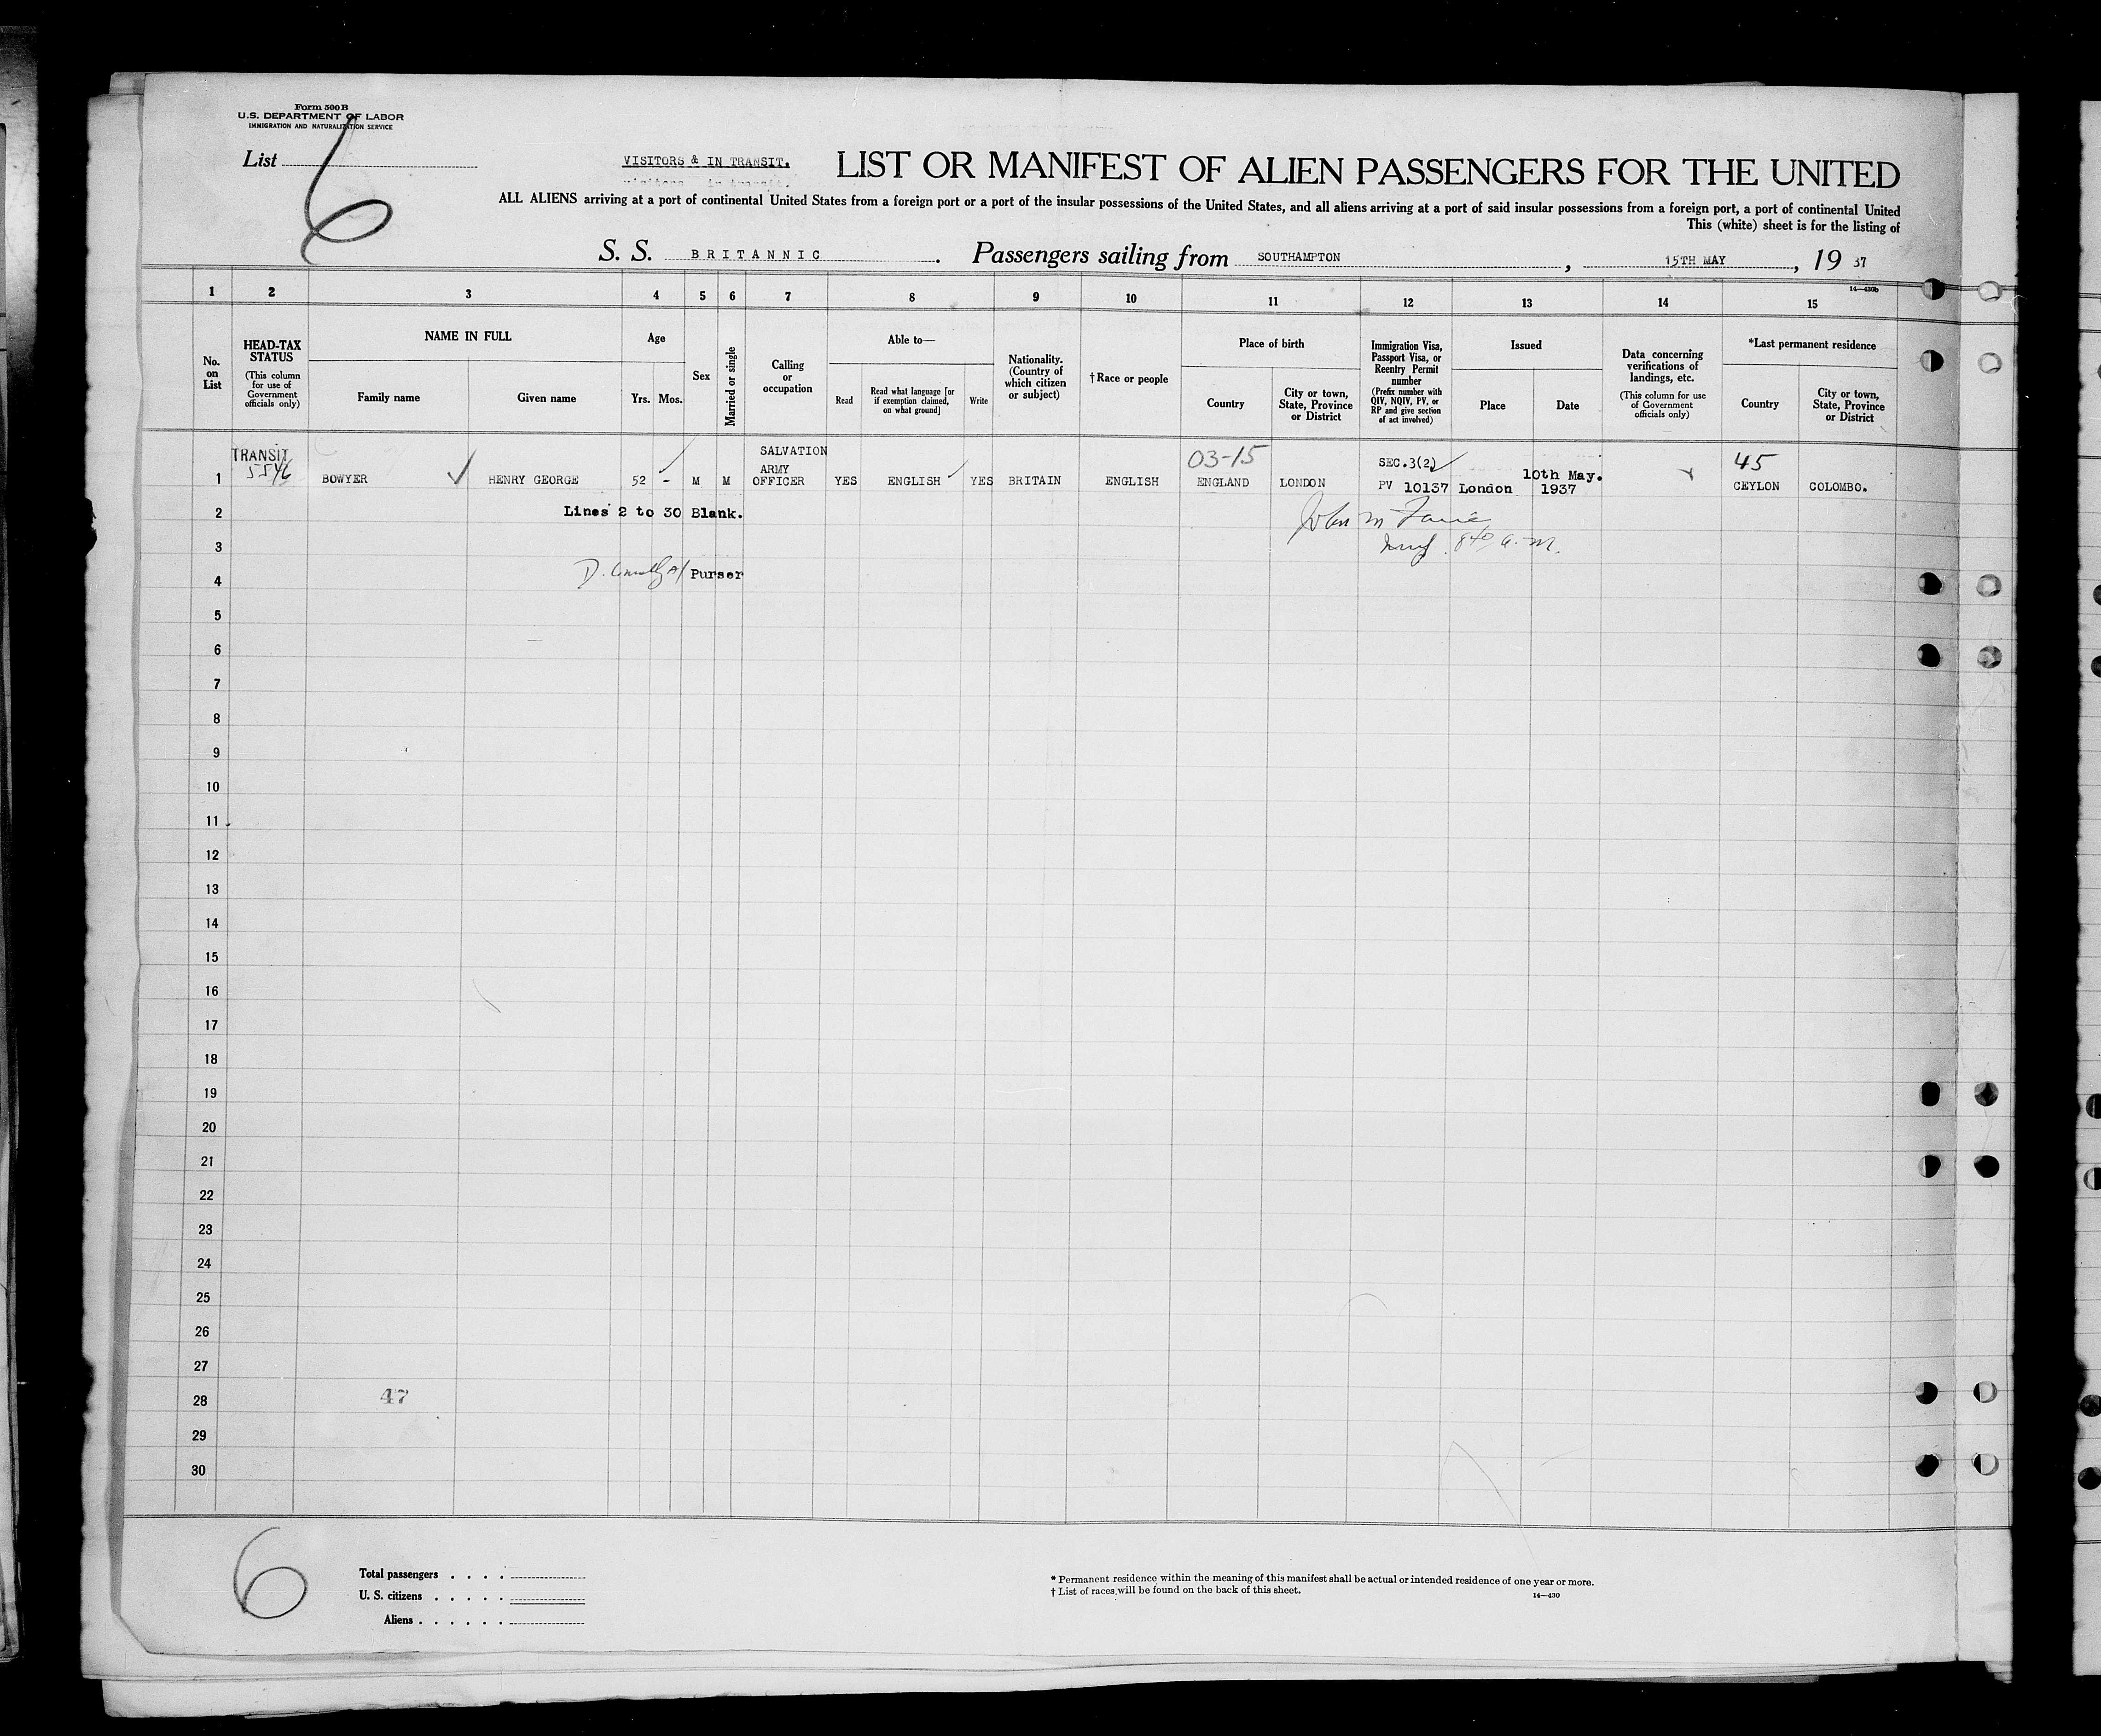 Form 500 B
U.S. DEPARTMENT OF LABOR
IMMIGRATION AND NATURALIZATION SERVICE
List 6
VISITORS & IN TRANSIT.
LIST OR MANIFEST OF ALIEN PASSENGERS FOR THE UNITED
ALL ALIENS arriving at a port of continental United States from a foreign port or a port of the insular possessions of the United States, and all aliens arriving at a port of said insular possessions from a foreign port, a port of continental United
This (white) sheet is for the listing of
S. S. BRITANNIC. Passengers sailing from SOUTHAMPTON, 15TH MAY, 19 37
14—430b
1 2 3 4 5 6 7 8 9 10 11 12 13 14 15
No. on List
HEAD-TAX STATUS (This column for use of Government officials only)
NAME IN FULL
Family name
Given name
Age
Yrs. Mos.
Sex
Married or single
Calling or occupation
Able to—
Read
Read what language [or if exemption claimed, on what ground]
Write
Nationality. (Country of which citizen or subject)
† Race or people
Place of birth
Country
City or town, State, Province or District
Immigration Visa, Passport Visa, or Reentry Permit number (Prefix number with QIV, NQIV, PV, or RP and give section of act involved)
Issued
Place
Date
Data concerning verifications of landings, etc. (This column for use of Government officials only)
*Last permanent residence
Country
City or town, State, Province or District
TRANSIT SALVATION 03-15 SEC.3(2) 45
ARMY 10th May.
1 BOWYER HENRY GEORGE 52 - M M OFFICER YES ENGLISH YES BRITAIN ENGLISH ENGLAND LONDON PV 10137 London 1937 CEYLON COLOMBO.
2 Lines 2 to 30 Blank.
3
4 Purser
5
6
7
8
9
10
11
12
13
14
15
16
17
18
19
20
21
22
23
24
25
26
27
28 47
29
30
6
Total passengers . . . .
U. S. citizens . . . . .
Aliens . . . . . .
* Permanent residence within the meaning of this manifest shall be actual or intended residence of one year or more.
† List of races will be found on the back of this sheet.
14—430